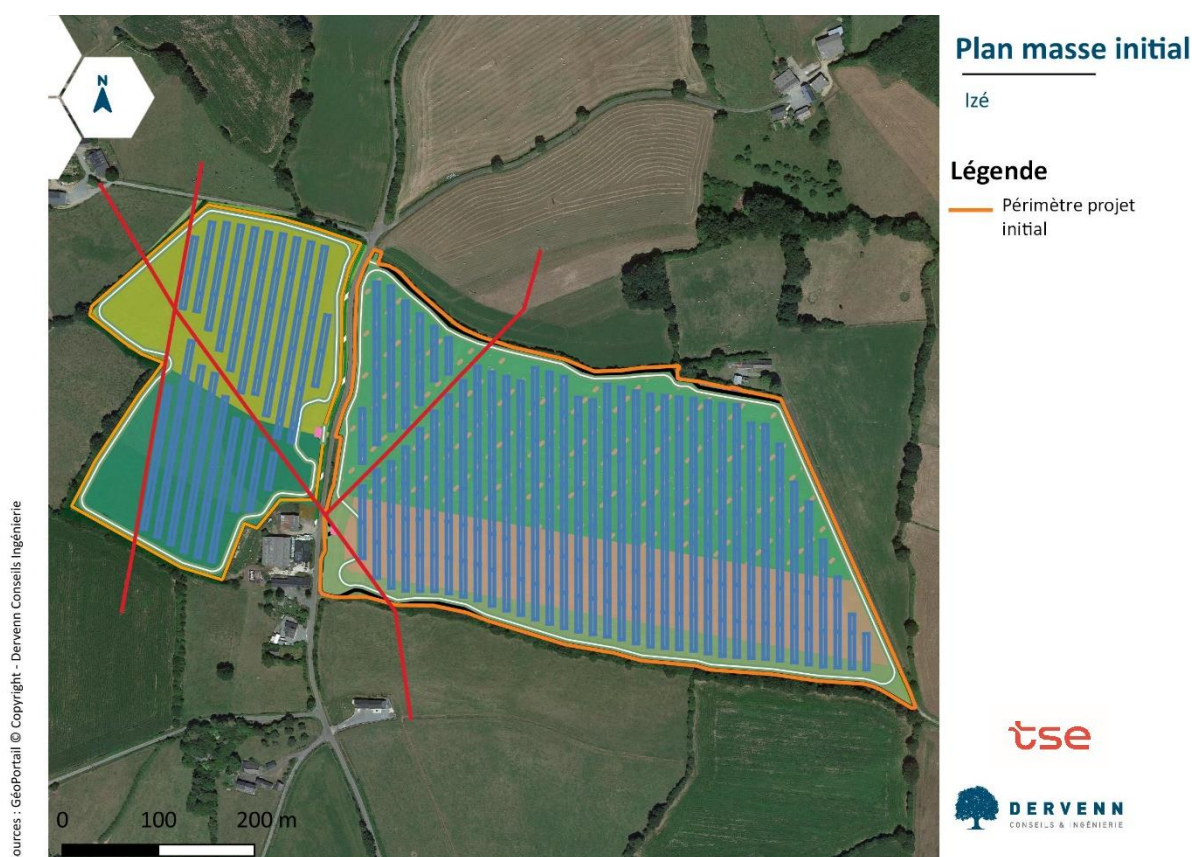 Plan masse initial
Izé
Légende
Périmètre projet
initial
N
0 100 200 m
ources : GéoPortail © Copyright - Dervenn Conseils Ingénierie
tse
DERVENN
CONSEILS & INGÉNIERIE